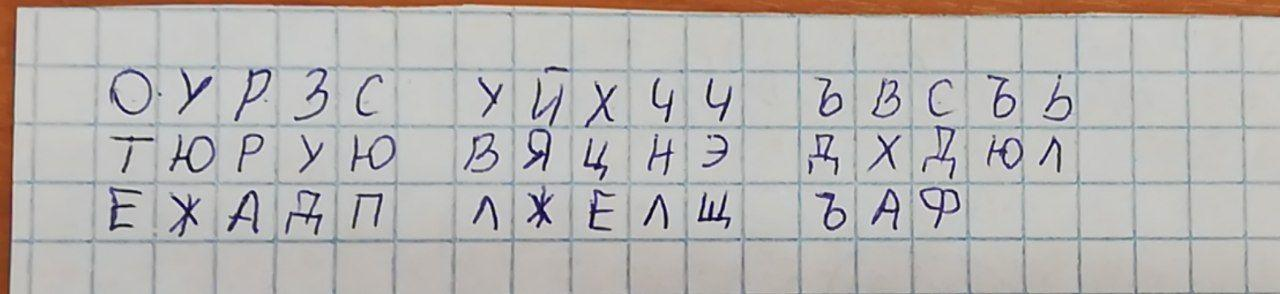 ОУРЗС УЙХЧЧ ЪВСЪЬ
ТЮРУЮ ВЯЦНЭ ДХДЮЛ
ЕЖАДП ЛЖЕЛЩ ЪАФ